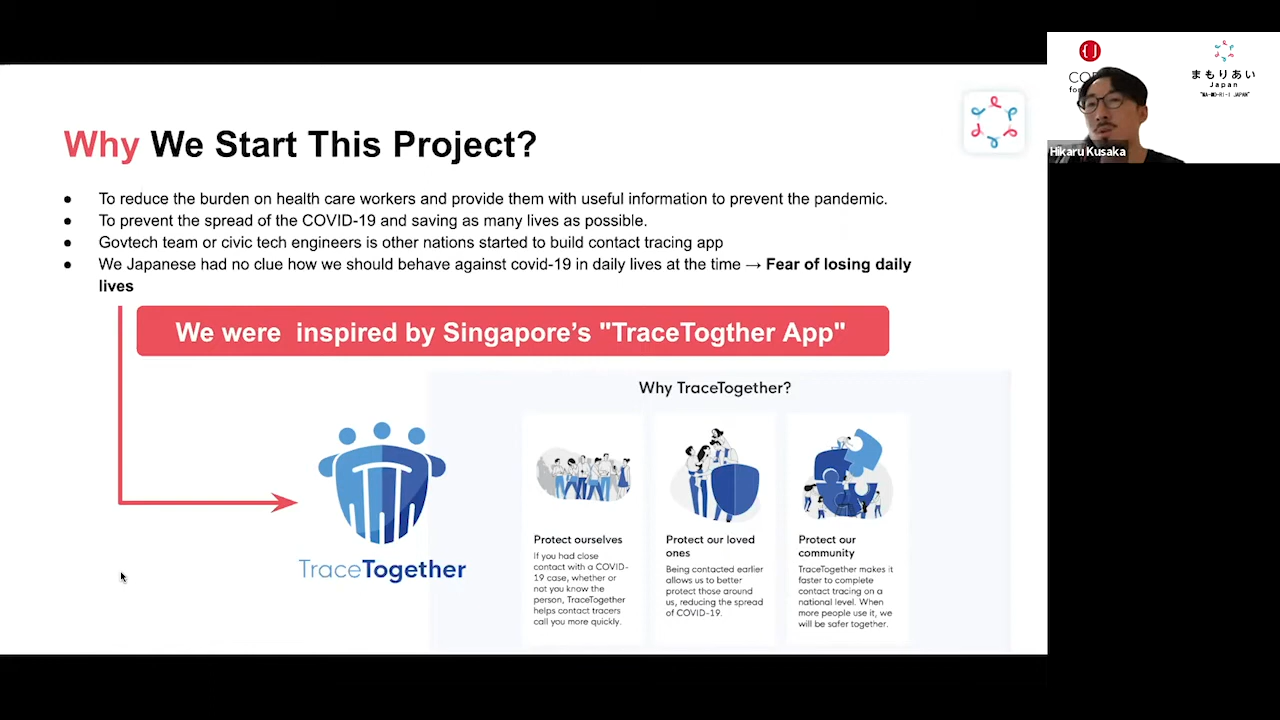 Why We Start This Project?
● To reduce the burden on health care workers and provide them with useful information to prevent the pandemic.
● To prevent the spread of the COVID-19 and saving as many lives as possible.
● Govtech team or civic tech engineers is other nations started to build contact tracing app
● We Japanese had no clue how we should behave against covid-19 in daily lives at the time → Fear of losing daily
lives
We were inspired by Singapore’s "TraceTogther App"
TraceTogether
Why TraceTogether?
Protect ourselves
If you had close
contact with a COVID-
19 case, whether or
not you know the
person, TraceTogether
helps contact tracers
call you more quickly.
Protect our loved
ones
Being contacted earlier
allows us to better
protect those around
us, reducing the spread
of COVID-19.
Protect our
community
TraceTogether makes it
faster to complete
contact tracing on a
national level. When
more people use it, we
will be safer together.
まもりあい
Japan
"MA-MO-RI-I JAPAN"
Hikaru Kusaka